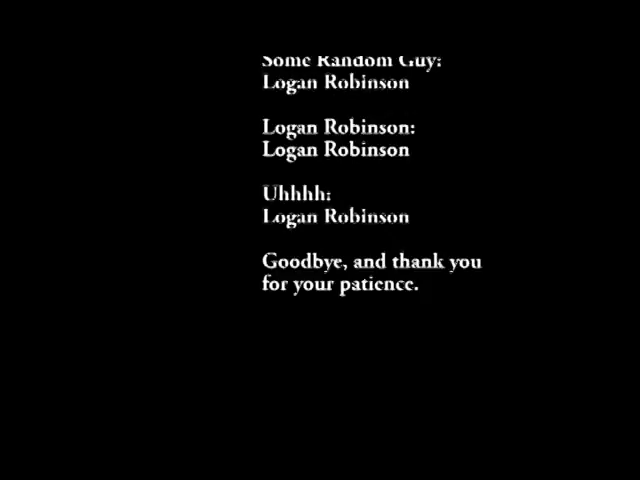 Some Random Guy:
Logan Robinson
Logan Robinson:
Logan Robinson
Uhhhh:
Logan Robinson
Goodbye, and thank you
for your patience.